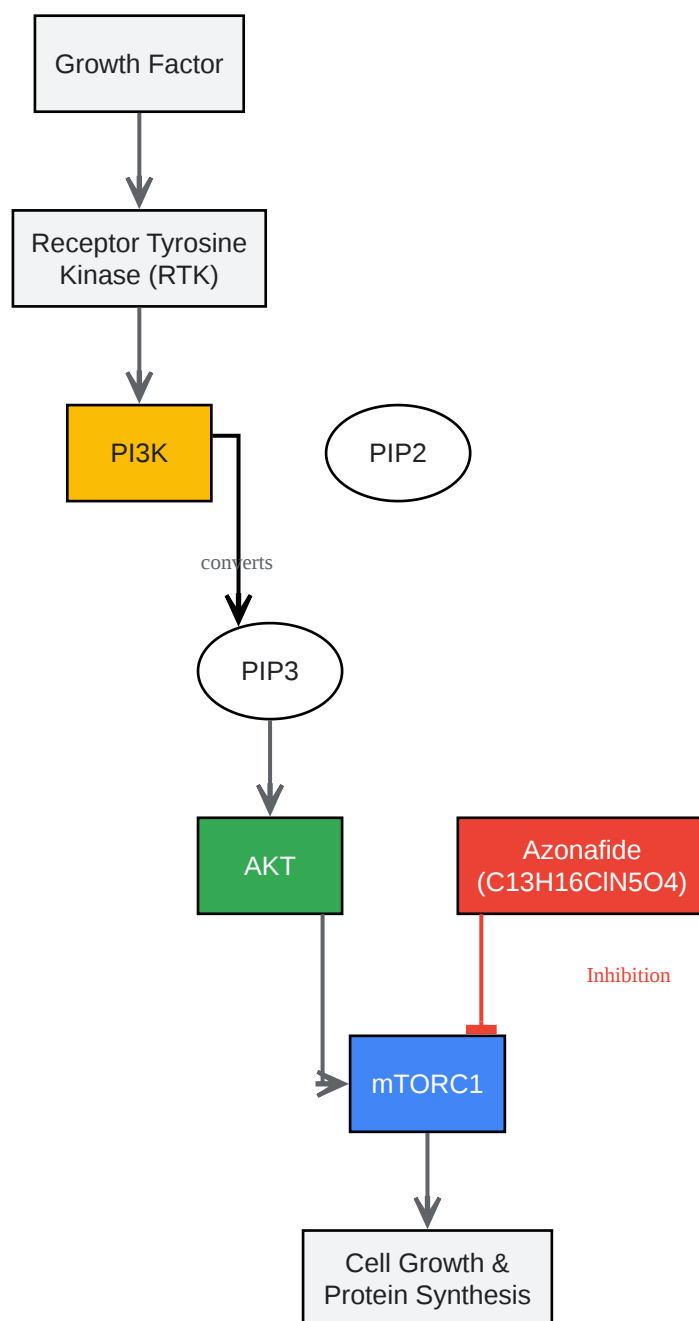 Growth Factor
Receptor Tyrosine
Kinase (RTK)
PI3K
PIP2
converts
PIP3
AKT
Azonafide
(C13H16ClN5O4)
Inhibition
mTORC1
Cell Growth &
Protein Synthesis